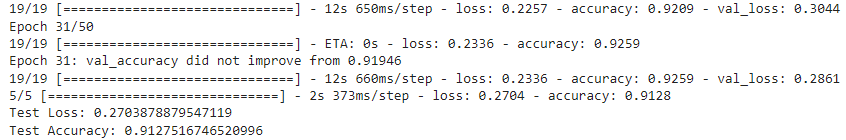 19/19 [==============================] - 12s 650ms/step - loss: 0.2257 - accuracy: 0.9209 - val_loss: 0.3044
Epoch 31/50
19/19 [==============================] - ETA: 0s - loss: 0.2336 - accuracy: 0.9259
Epoch 31: val_accuracy did not improve from 0.91946
19/19 [==============================] - 12s 660ms/step - loss: 0.2336 - accuracy: 0.9259 - val_loss: 0.2861
5/5 [==============================] - 2s 373ms/step - loss: 0.2704 - accuracy: 0.9128
Test Loss: 0.2703878879547119
Test Accuracy: 0.9127516746520996